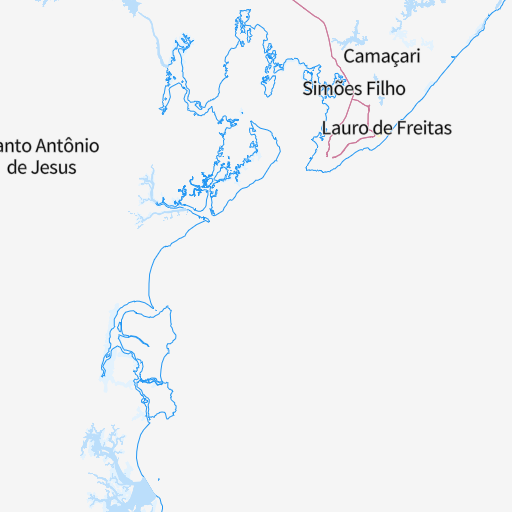 Camaçari
Simões Filho
Lauro de Freitas
anto Antônio
de Jesus